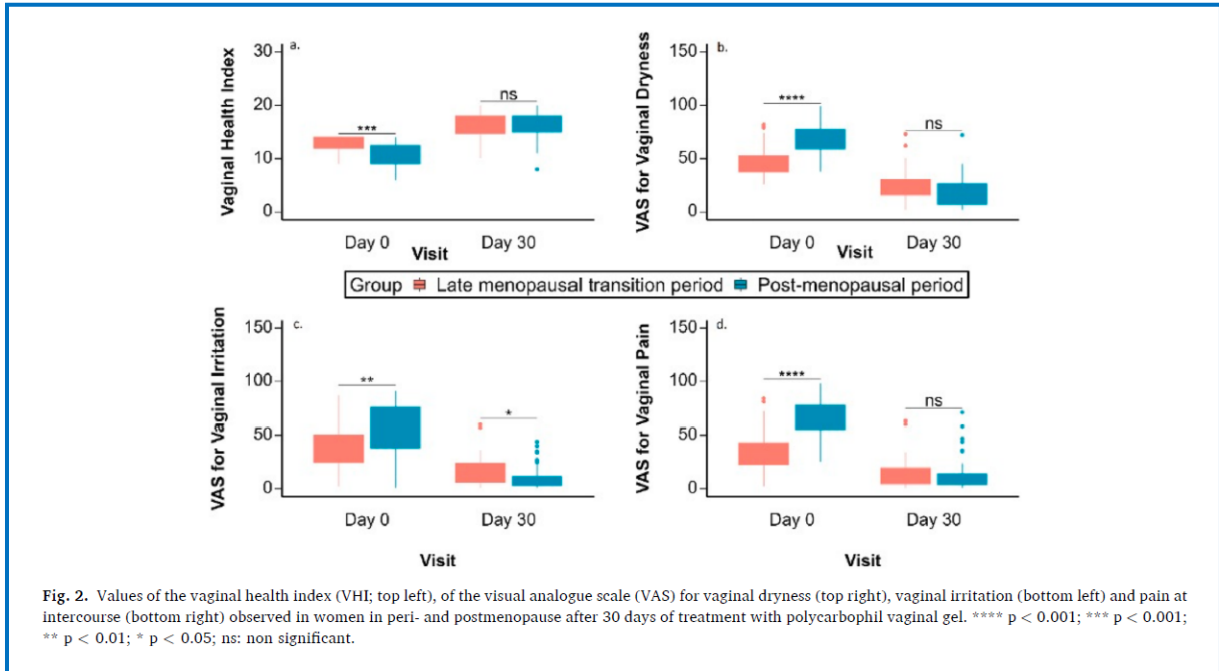 a.
30
20
10
0
Vaginal Health Index
***
ns
Day 0
Day 30
Visit
b.
150
100
50
0
VAS for Vaginal Dryness
****
ns
Day 0
Day 30
Visit
Group Late menopausal transition period Post-menopausal period
c.
150
100
50
0
VAS for Vaginal Irritation
**
*
Day 0
Day 30
Visit
d.
150
100
50
0
VAS for Vaginal Pain
****
ns
Day 0
Day 30
Visit
Fig. 2. Values of the vaginal health index (VHI; top left), of the visual analogue scale (VAS) for vaginal dryness (top right), vaginal irritation (bottom left) and pain at
intercourse (bottom right) observed in women in peri- and postmenopause after 30 days of treatment with polycarbophil vaginal gel. **** p < 0.001; *** p < 0.001;
** p < 0.01; * p < 0.05; ns: non significant.